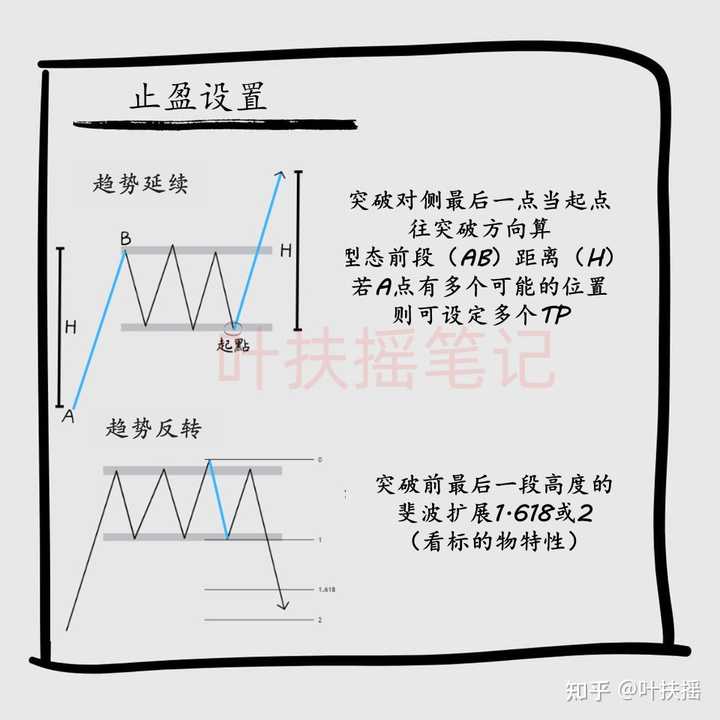 止盈设置
趋势延续
B
H
A
H
起點
突破对侧最后一点当起点
往突破方向算
型态前段（AB）距离（H）
若A点有多个可能的位置
则可设定多个TP
叶扶摇笔记
趋势反转
0
1
1.618
2
突破前最后一段高度的
斐波扩展1.618或2
（看标的物特性）
知乎 @叶扶摇